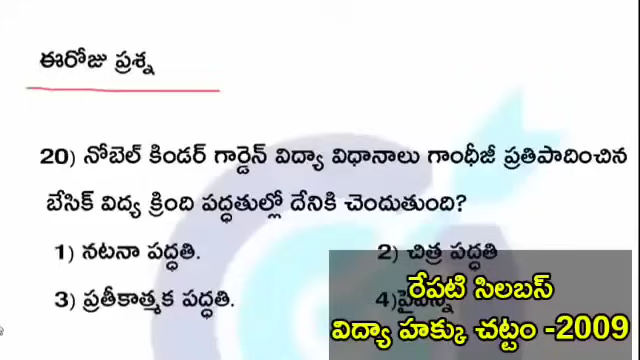 ఈరోజు ప్రశ్న
20) నోబెల్ కిండర్ గార్డెన్ విద్యా విధానాలు గాంధీజీ ప్రతిపాదించిన
బేసిక్ విద్య క్రింది పద్ధతుల్లో దేనికి చెందుతుంది?
1) నటనా పద్ధతి.
2) చిత్ర పద్ధతి
3) ప్రతీకాత్మక పద్ధతి.
4)పైవన్నీ
రేపటి సిలబస్
విద్యా హక్కు చట్టం -2009